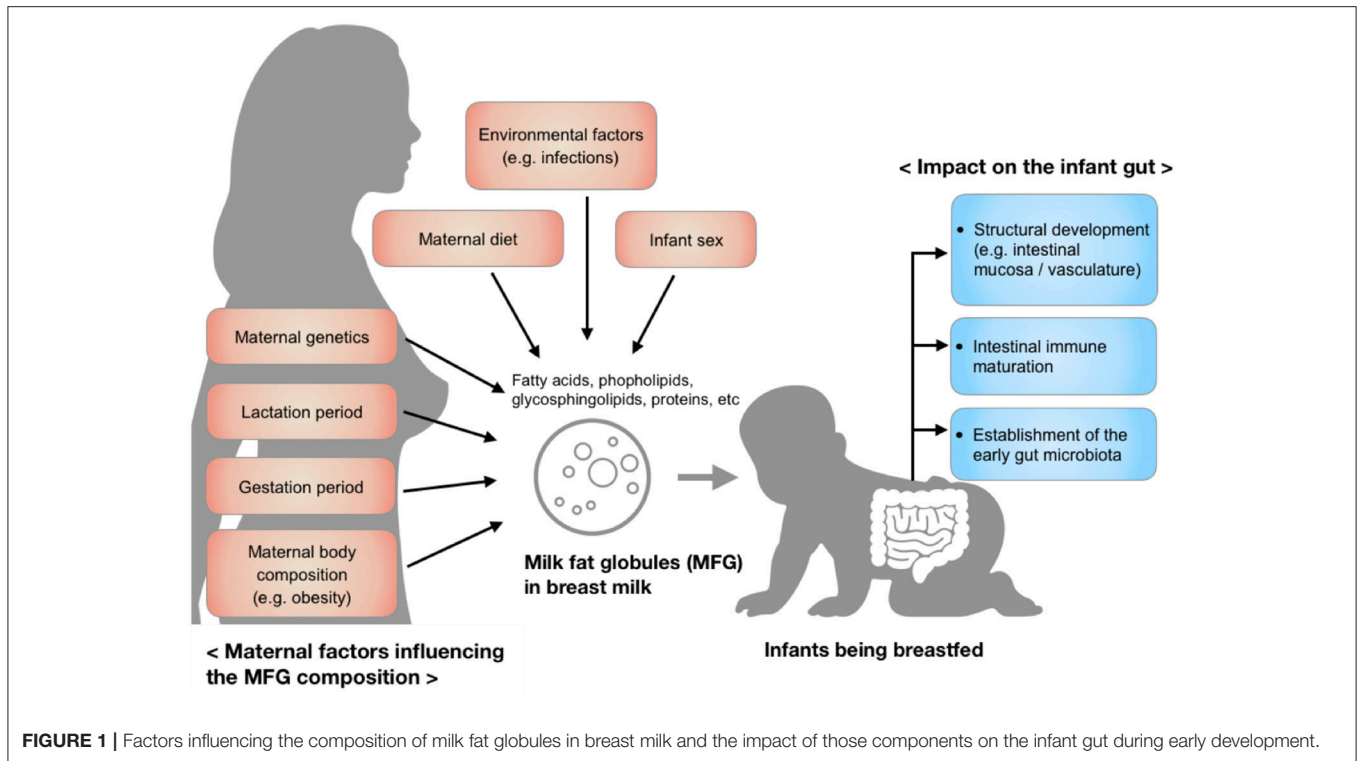 Environmental factors
(e.g. infections)
< Impact on the infant gut >
Maternal diet
Infant sex
• Structural development
(e.g. intestinal
mucosa / vasculature)
Maternal genetics
• Intestinal immune
maturation
Fatty acids, phopholipids,
glycosphingolipids, proteins, etc
Lactation period
• Establishment of the
early gut microbiota
Gestation period
Maternal body
composition
(e.g. obesity)
Milk fat globules (MFG)
in breast milk
< Maternal factors influencing
the MFG composition >
Infants being breastfed
FIGURE 1 | Factors influencing the composition of milk fat globules in breast milk and the impact of those components on the infant gut during early development.